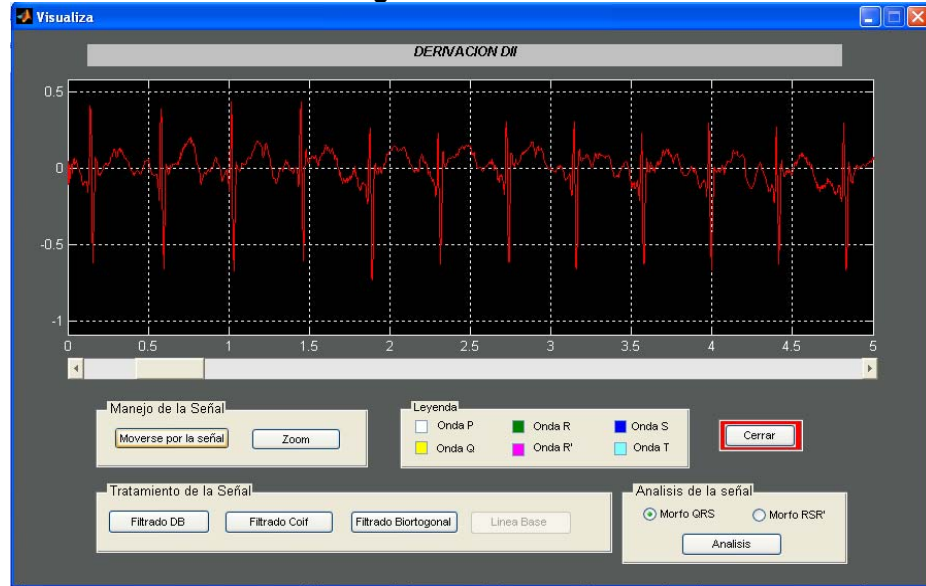 Visualiza
DERIVACION DII
0.5
0
-0.5
-1
0 0.5 1 1.5 2 2.5 3 3.5 4 4.5 5
Manejo de la Señal
Moverse por la señal Zoom
Leyenda
Onda P Onda R Onda S
Onda Q Onda R' Onda T
Cerrar
Tratamiento de la Señal
Filtrado DB Filtrado Coif Filtrado Biortogonal Linea Base
Analisis de la señal
Morfo QRS Morfo RSR'
Analisis